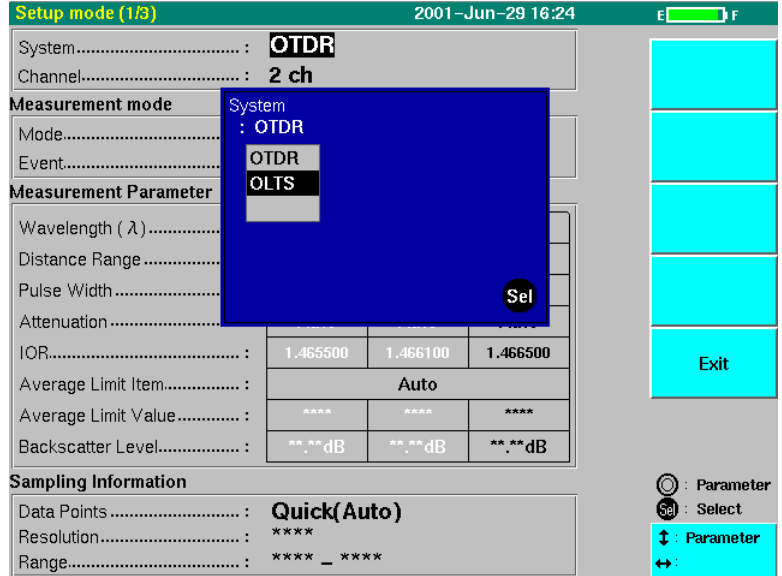 Setup mode (1/3) 2001-Jun-29 16:24 E F
System : OTDR
Channel : 2 ch
Measurement mode
System
: OTDR
Mode
OTDR
Event
OLTS
Measurement Parameter
Wavelength ( λ )
Distance Range
Pulse Width
Sel
Attenuation
IOR : 1.465500 1.466100 1.466500
Exit
Average Limit Item : Auto
Average Limit Value : **** **** ****
Backscatter Level : **.**dB **.**dB **.**dB
Sampling Information
Data Points : Quick(Auto)
Resolution : ****
Range : **** _ ****
: Parameter
Sel : Select
↕ : Parameter
↔ :